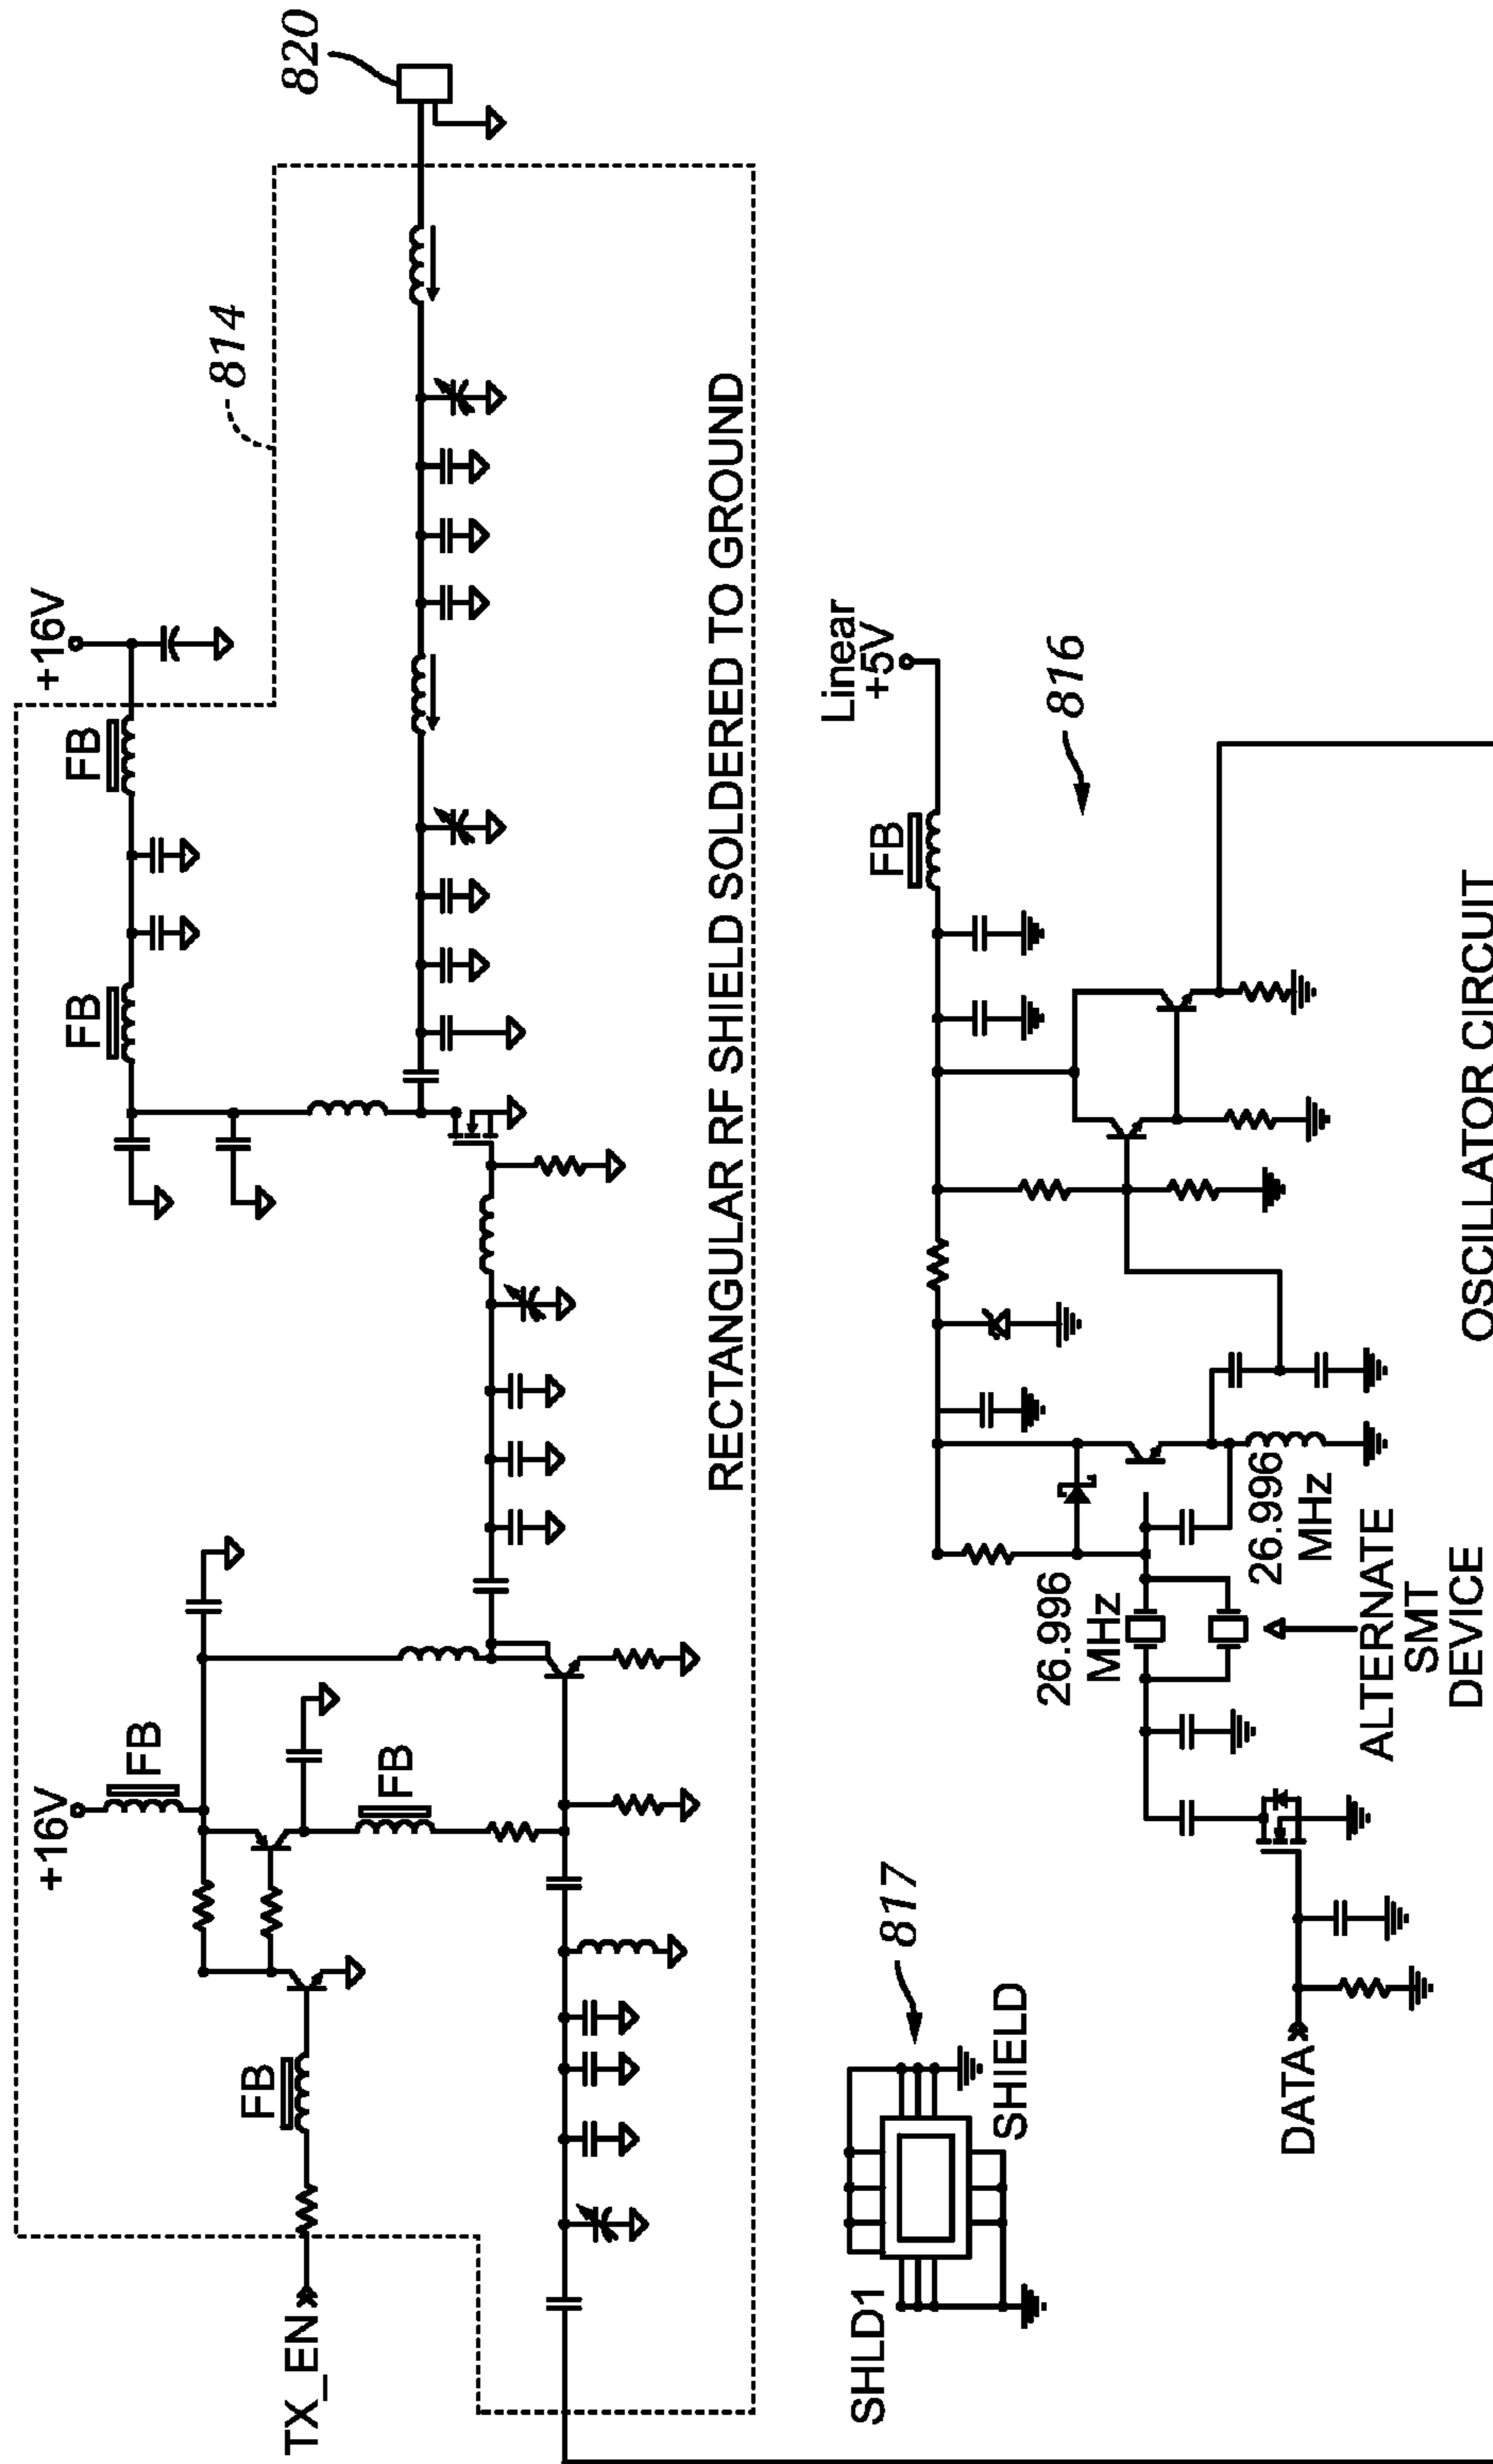 820
814
+16V
FB
FB
+16V
FB
FB
FB
TX_EN
RECTANGULAR RF SHIELD SOLDERED TO GROUND
Linear
+5V
816
FB
26.996
MHz
26.996
MHz
ALTERNATE
SMT
DEVICE
817
SHLD1
SHIELD
DATA
OSCILLATOR CIRCUIT